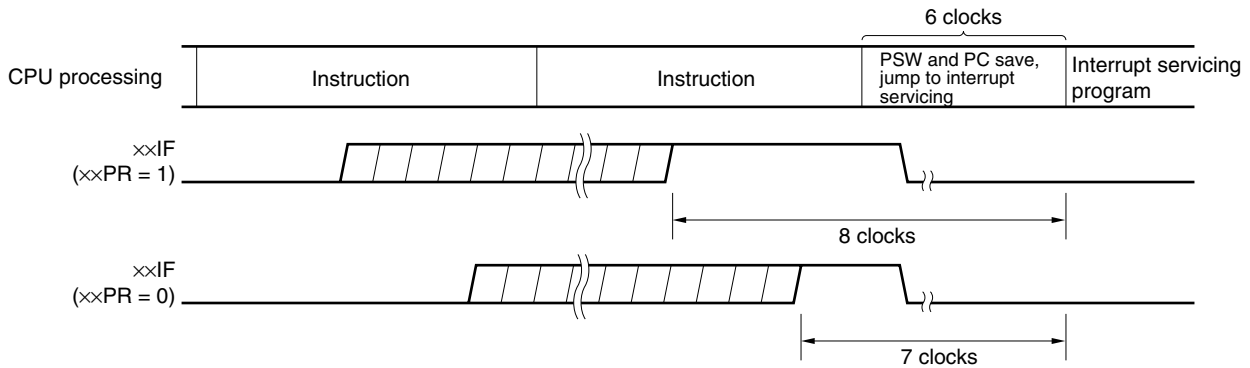 6 clocks
CPU processing
Instruction
Instruction
PSW and PC save,
jump to interrupt
servicing
Interrupt servicing
program
××IF
(××PR = 1)
8 clocks
××IF
(××PR = 0)
7 clocks